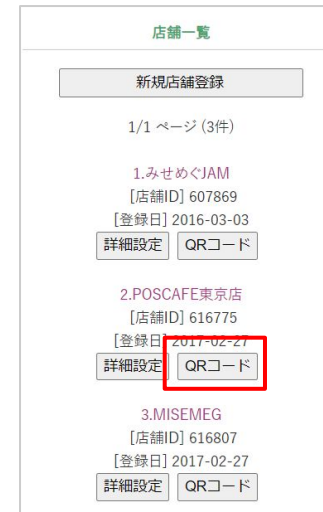 店舗一覧
新規店舗登録
1/1 ページ (3件)
1.みせめぐJAM
[店舗ID] 607869
[登録日] 2016-03-03
詳細設定 QRコード
2.POSCAFE東京店
[店舗ID] 616775
[登録日] 2017-02-27
詳細設定 QRコード
3.MISEMEG
[店舗ID] 616807
[登録日] 2017-02-27
詳細設定 QRコード